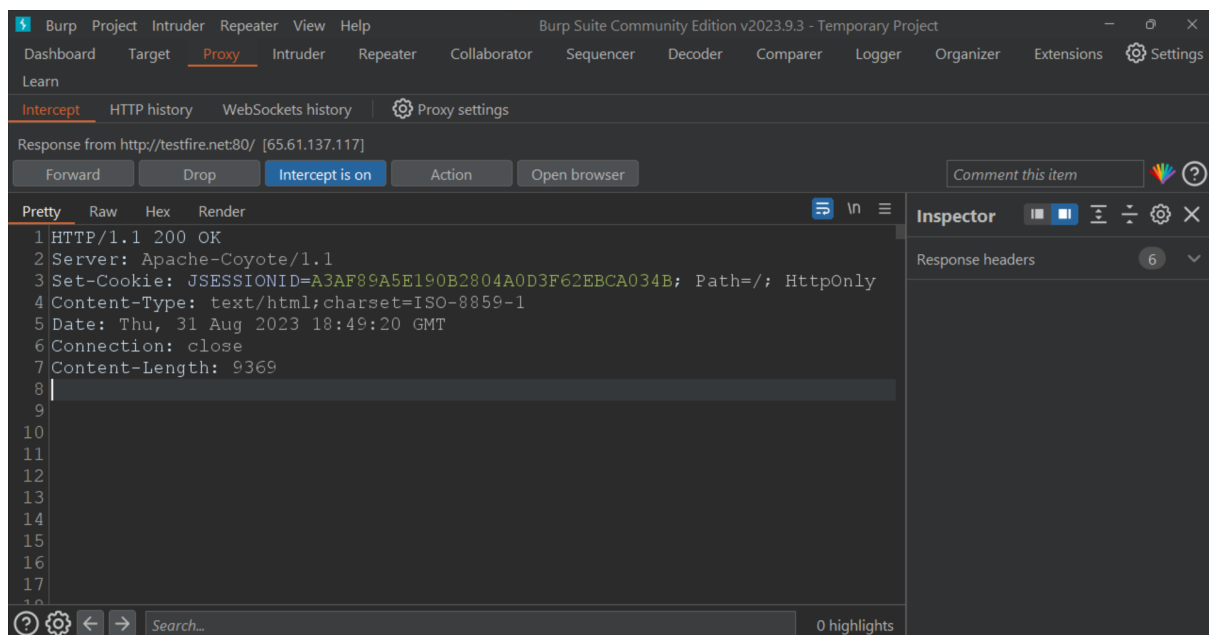 Burp Project Intruder Repeater View Help Burp Suite Community Edition v2023.9.3 - Temporary Project
Dashboard Target Proxy Intruder Repeater Collaborator Sequencer Decoder Comparer Logger Organizer Extensions Settings
Learn
Intercept HTTP history WebSockets history Proxy settings
Response from http://testfire.net:80/ [65.61.137.117]
Forward Drop Intercept is on Action Open browser Comment this item
Pretty Raw Hex Render \n Inspector
1 HTTP/1.1 200 OK
2 Server: Apache-Coyote/1.1
Response headers 6
3 Set-Cookie: JSESSIONID=A3AF89A5E190B2804A0D3F62EBCA034B; Path=/; HttpOnly
4 Content-Type: text/html;charset=ISO-8859-1
5 Date: Thu, 31 Aug 2023 18:49:20 GMT
6 Connection: close
7 Content-Length: 9369
8
9
10
11
12
13
14
15
16
17
Search... 0 highlights